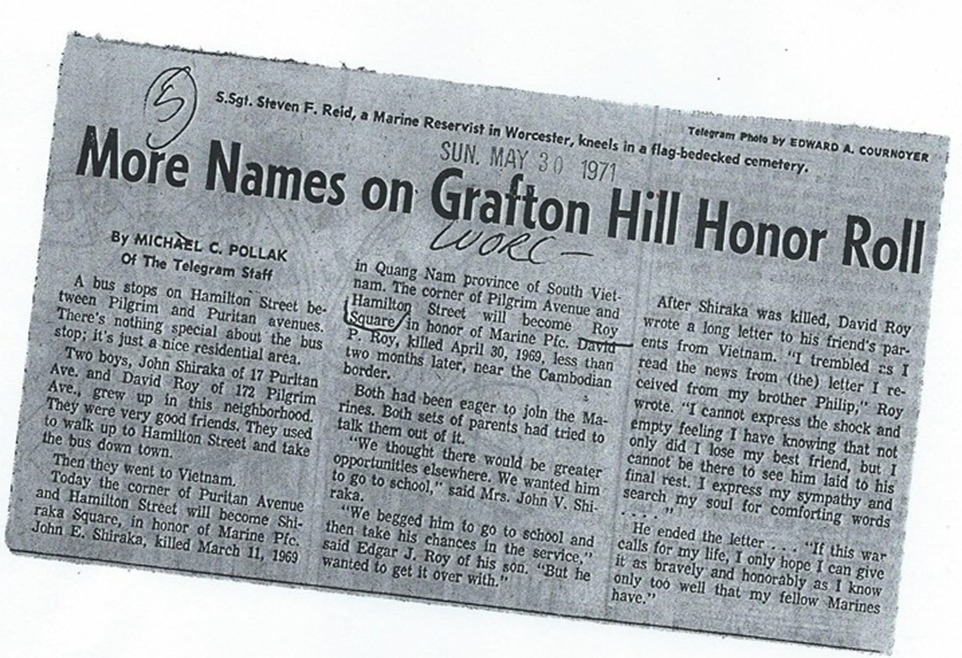 5
S.Sgt. Steven F. Reid, a Marine Reservist in Worcester, kneels in a flag-bedecked cemetery.
Telegram Photo by EDWARD A. COURNOYER
SUN. MAY 30 1971
More Names on Grafton Hill Honor Roll
WORC-
By MICHAEL C. POLLAK
Of The Telegram Staff
A bus stops on Hamilton Street be-
tween Pilgrim and Puritan avenues.
There's nothing special about the bus
stop; it's just a nice residential area.
Two boys, John Shiraka of 17 Puritan
Ave. and David Roy of 172 Pilgrim
Ave., grew up in this neighborhood.
They were very good friends. They used
to walk up to Hamilton Street and take
the bus down town.
Then they went to Vietnam.
Today the corner of Puritan Avenue
and Hamilton Street will become Shi-
raka Square, in honor of Marine Pfc.
John E. Shiraka, killed March 11, 1969
in Quang Nam province of South Viet-
nam. The corner of Pilgrim Avenue and
Hamilton Street will become Roy
Square, in honor of Marine Pfc. David
P. Roy, killed April 30, 1969, less than
two months later, near the Cambodian
border.
Both had been eager to join the Ma-
rines. Both sets of parents had tried to
talk them out of it.
"We thought there would be greater
opportunities elsewhere. We wanted him
to go to school," said Mrs. John V. Shi-
raka.
"We begged him to go to school and
then take his chances in the service,"
said Edgar J. Roy of his son. "But he
wanted to get it over with."
After Shiraka was killed, David Roy
wrote a long letter to his friend's par-
ents from Vietnam. "I trembled as I
read the news from (the) letter I re-
ceived from my brother Philip," Roy
wrote. "I cannot express the shock and
empty feeling I have knowing that not
only did I lose my best friend, but I
cannot be there to see him laid to his
final rest. I express my sympathy and
search my soul for comforting words
. . . . ."
He ended the letter . . . . "If this war
calls for my life, I only hope I can give
it as bravely and honorably as I know
only too well that my fellow Marines
have."